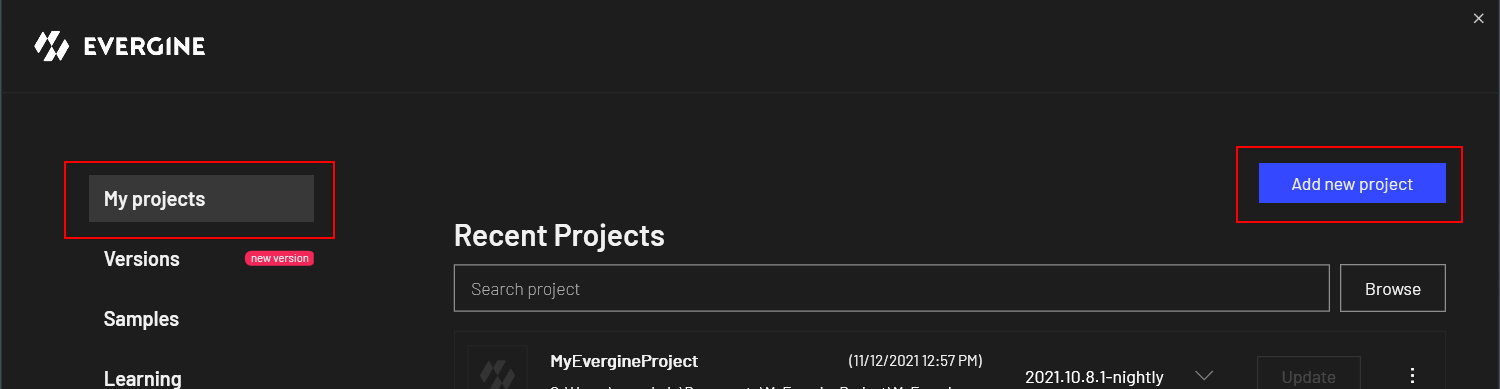 EVERGINE
My projects
Add new project
Recent Projects
Versions
new version
Search project
Browse
Samples
MyEvergineProject
(11/12/2021 12:57 PM)
2021.10.8.1-nightly
Update
Learning